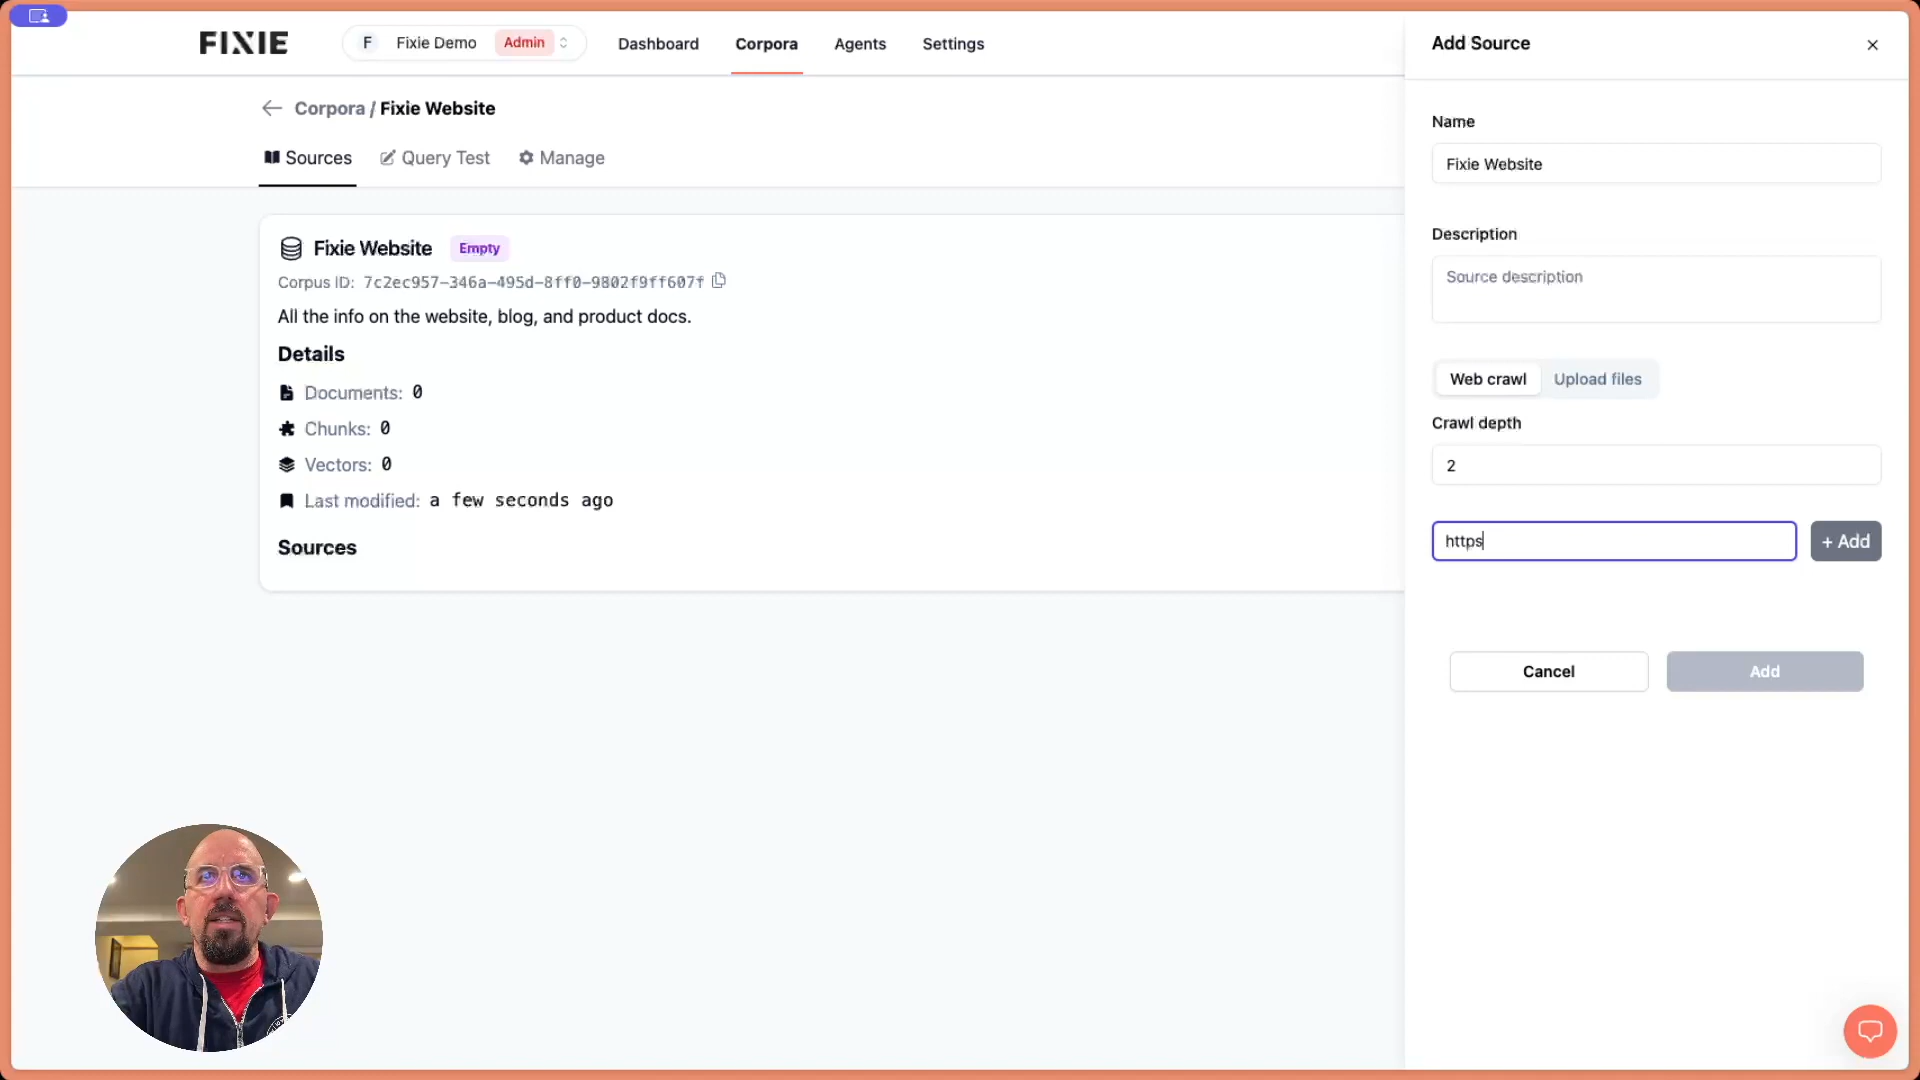 FIXIE
F Fixie Demo Admin
Dashboard
Corpora
Agents
Settings
Corpora / Fixie Website
Sources
Query Test
Manage
Fixie Website Empty
Corpus ID: 7c2ec957-346a-495d-8ff0-9802f9ff607f
All the info on the website, blog, and product docs.
Details
Documents: 0
Chunks: 0
Vectors: 0
Last modified: a few seconds ago
Sources
Add Source
Name
Fixie Website
Description
Source description
Web crawl
Upload files
Crawl depth
2
https
+ Add
Cancel
Add